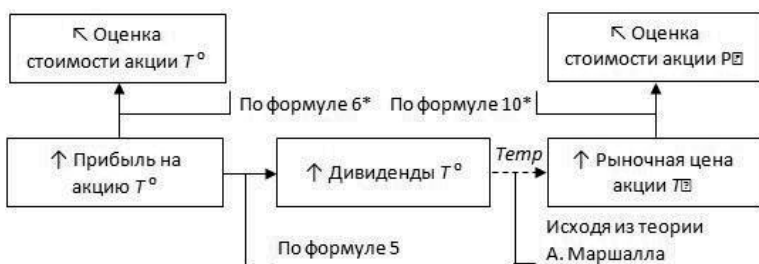 ↖ Оценка
стоимости акции T°
↖ Оценка
стоимости акции P
По формуле 6*
По формуле 10*
↑ Прибыль на
акцию T°
↑ Дивиденды T°
Temp
↑ Рыночная цена
акции T
По формуле 5
Исходя из теории
А. Маршалла